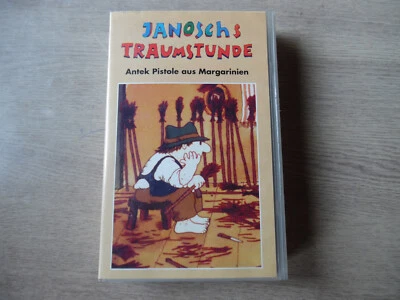 JANOSCHs
TRAUMSTUNDE
Antek Pistole aus Margarinien